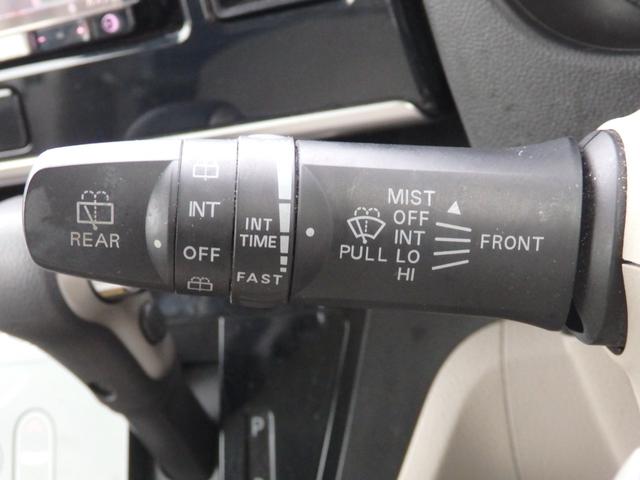 REAR
INT
OFF
INT
TIME
FAST
MIST
OFF
INT
PULL LO
HI
FRONT
P